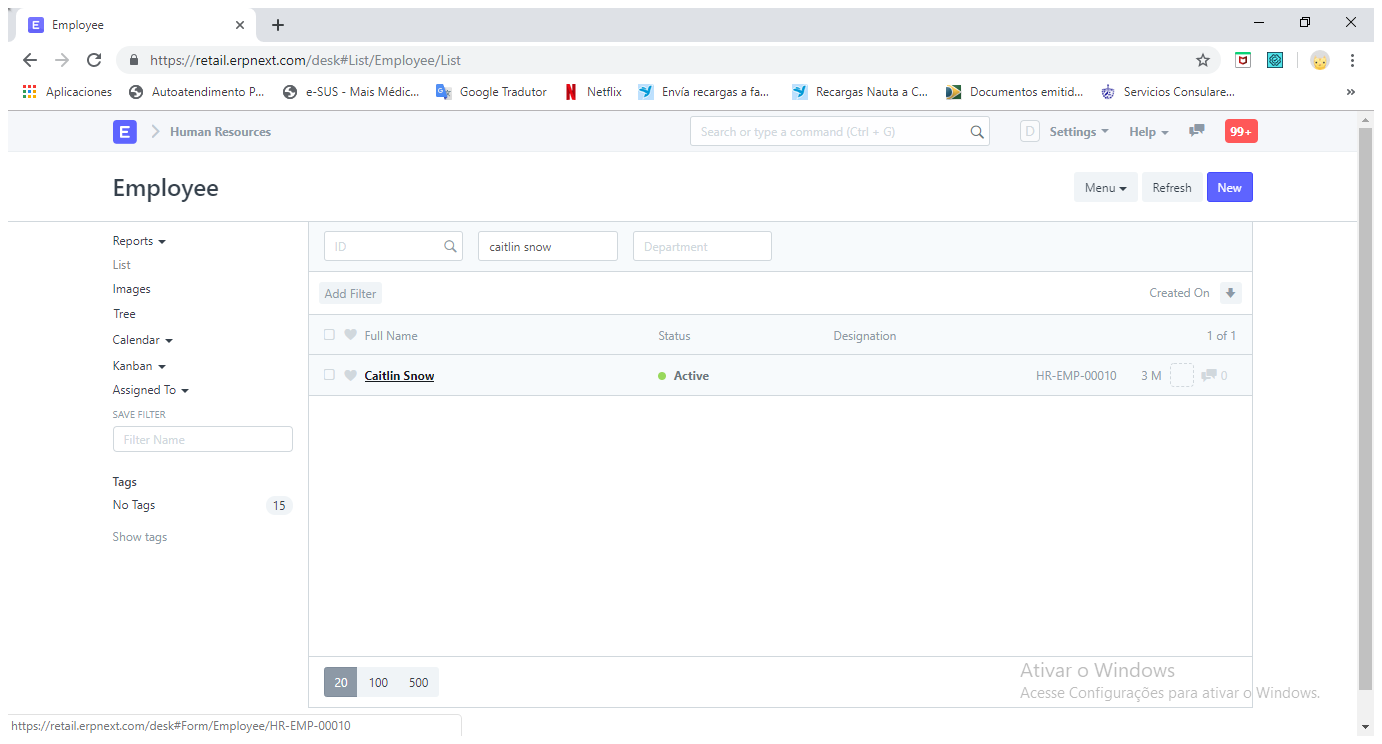 E Employee
https://retail.erpnext.com/desk#List/Employee/List
Aplicaciones Autoatendimento P... e-SUS - Mais Médic... Google Tradutor Netflix Envía recargas a fa... Recargas Nauta a C... Documentos emitid... Servicios Consulare...
E Human Resources Search or type a command (Ctrl + G) D Settings Help 99+
Employee Menu Refresh New
Reports
List
Images
Tree
Calendar
Kanban
Assigned To
SAVE FILTER
Filter Name
Tags
No Tags 15
Show tags
ID caitlin snow Department
Add Filter Created On
Full Name Status Designation 1 of 1
Caitlin Snow Active HR-EMP-00010 3 M 0
20 100 500
Ativar o Windows
Acesse Configurações para ativar o Windows.
https://retail.erpnext.com/desk#Form/Employee/HR-EMP-00010